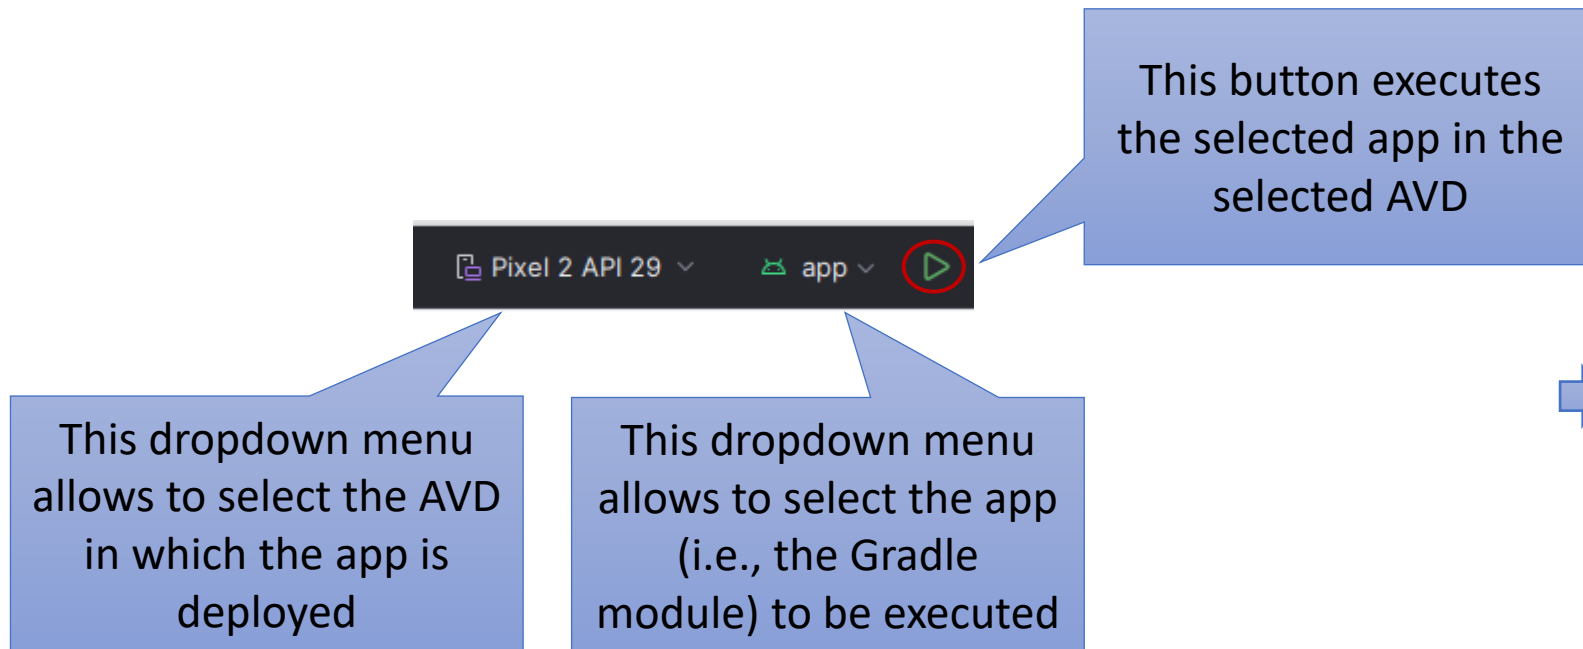 This button executes
the selected app in the
selected AVD
Pixel 2 API 29 app
This dropdown menu
allows to select the AVD
in which the app is
deployed
This dropdown menu
allows to select the app
(i.e., the Gradle
module) to be executed